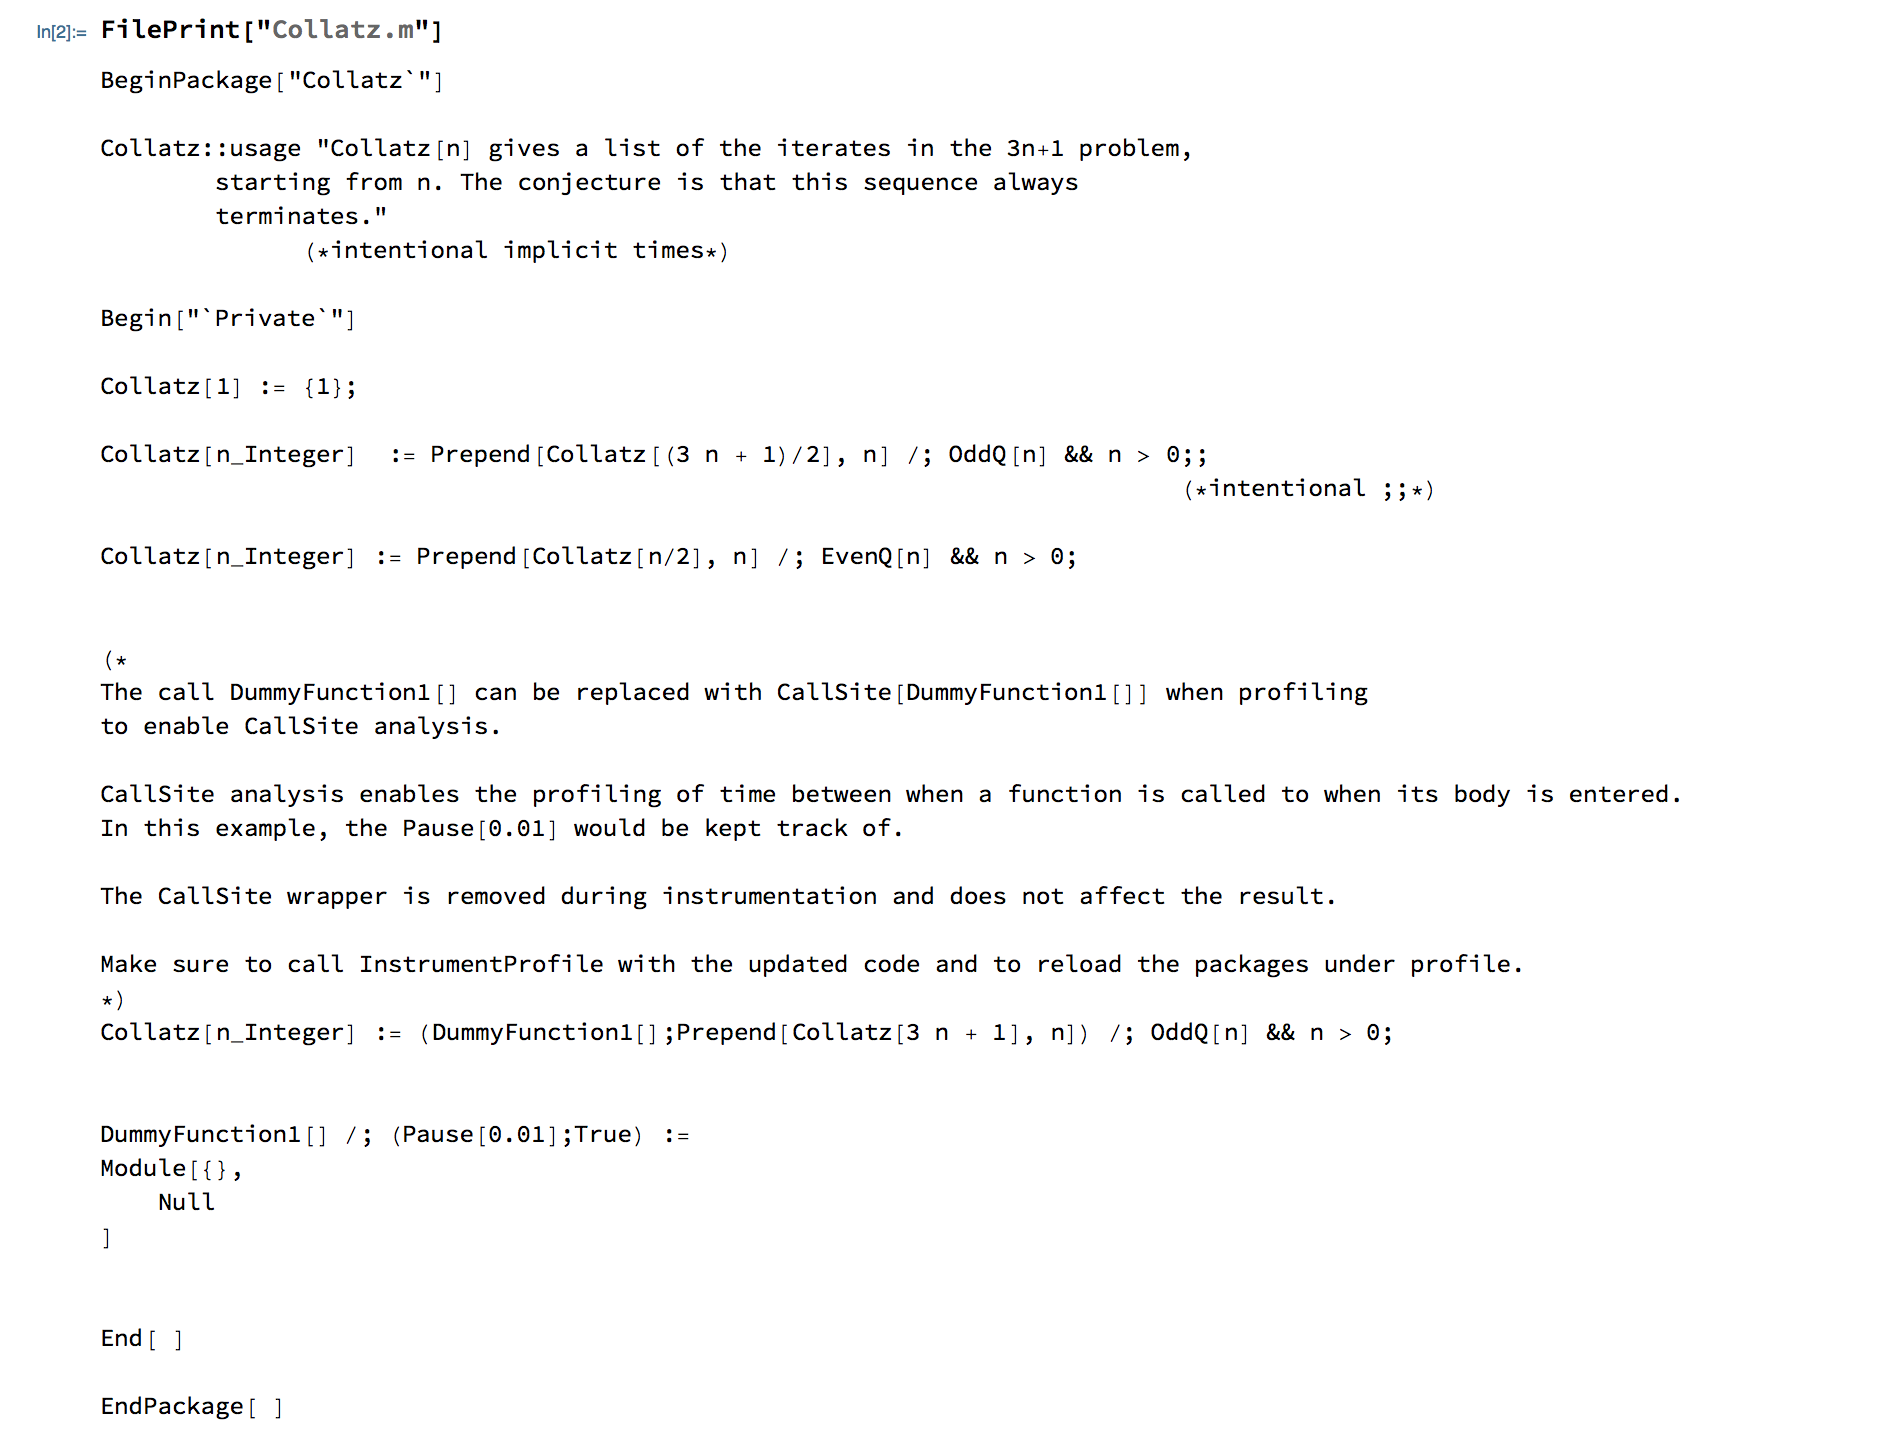 In[2]:= FilePrint["Collatz.m"]
BeginPackage["Collatz`"]
Collatz::usage "Collatz[n] gives a list of the iterates in the 3n+1 problem,
starting from n. The conjecture is that this sequence always
terminates."
(*intentional implicit times*)
Begin["`Private`"]
Collatz[1] := {1};
Collatz[n_Integer]  := Prepend[Collatz[(3 n + 1)/2], n] /; OddQ[n] && n > 0;;
(*intentional ;;*)
Collatz[n_Integer] := Prepend[Collatz[n/2], n] /; EvenQ[n] && n > 0;
(*
The call DummyFunction1[] can be replaced with CallSite[DummyFunction1[]] when profiling
to enable CallSite analysis.
CallSite analysis enables the profiling of time between when a function is called to when its body is entered.
In this example, the Pause[0.01] would be kept track of.
The CallSite wrapper is removed during instrumentation and does not affect the result.
Make sure to call InstrumentProfile with the updated code and to reload the packages under profile.
*)
Collatz[n_Integer] := (DummyFunction1[];Prepend[Collatz[3 n + 1], n]) /; OddQ[n] && n > 0;
DummyFunction1[] /; (Pause[0.01];True) :=
Module[{},
Null
]
End[ ]
EndPackage[ ]